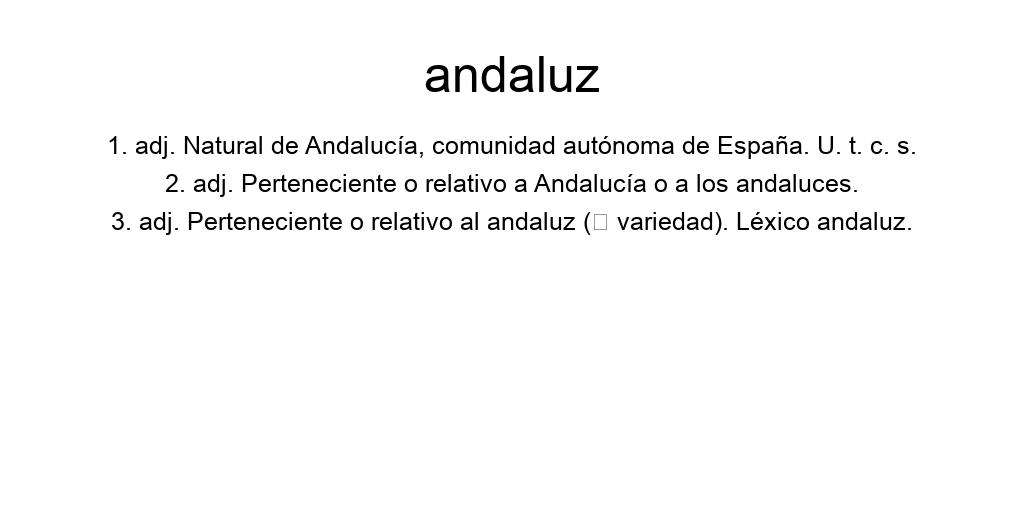 andaluz
1. adj. Natural de Andalucía, comunidad autónoma de España. U. t. c. s.
2. adj. Perteneciente o relativo a Andalucía o a los andaluces.
3. adj. Perteneciente o relativo al andaluz (□ variedad). Léxico andaluz.